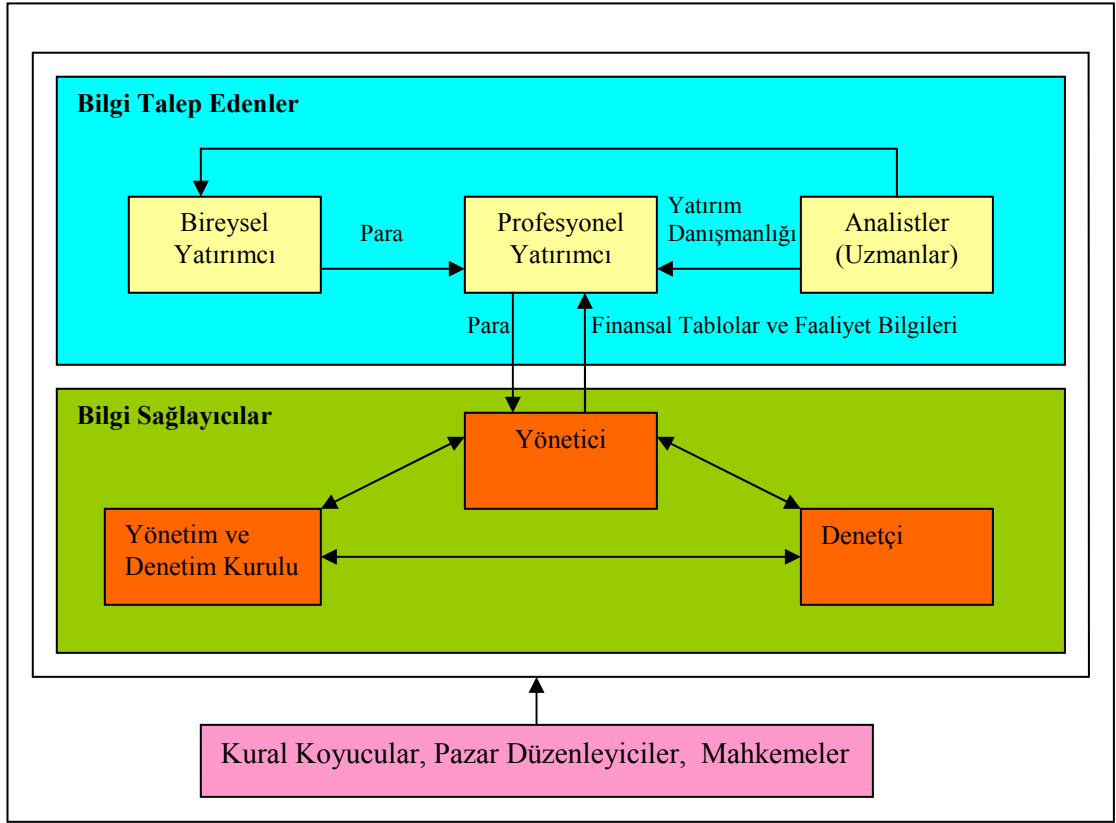 Bilgi Talep Edenler
Bireysel
Yatırımcı
Para
Profesyonel
Yatırımcı
Yatırım
Danışmanlığı
Analistler
(Uzmanlar)
Para
Finansal Tablolar ve Faaliyet Bilgileri
Bilgi Sağlayıcılar
Yönetici
Yönetim ve
Denetim Kurulu
Denetçi
Kural Koyucular, Pazar Düzenleyiciler, Mahkemeler